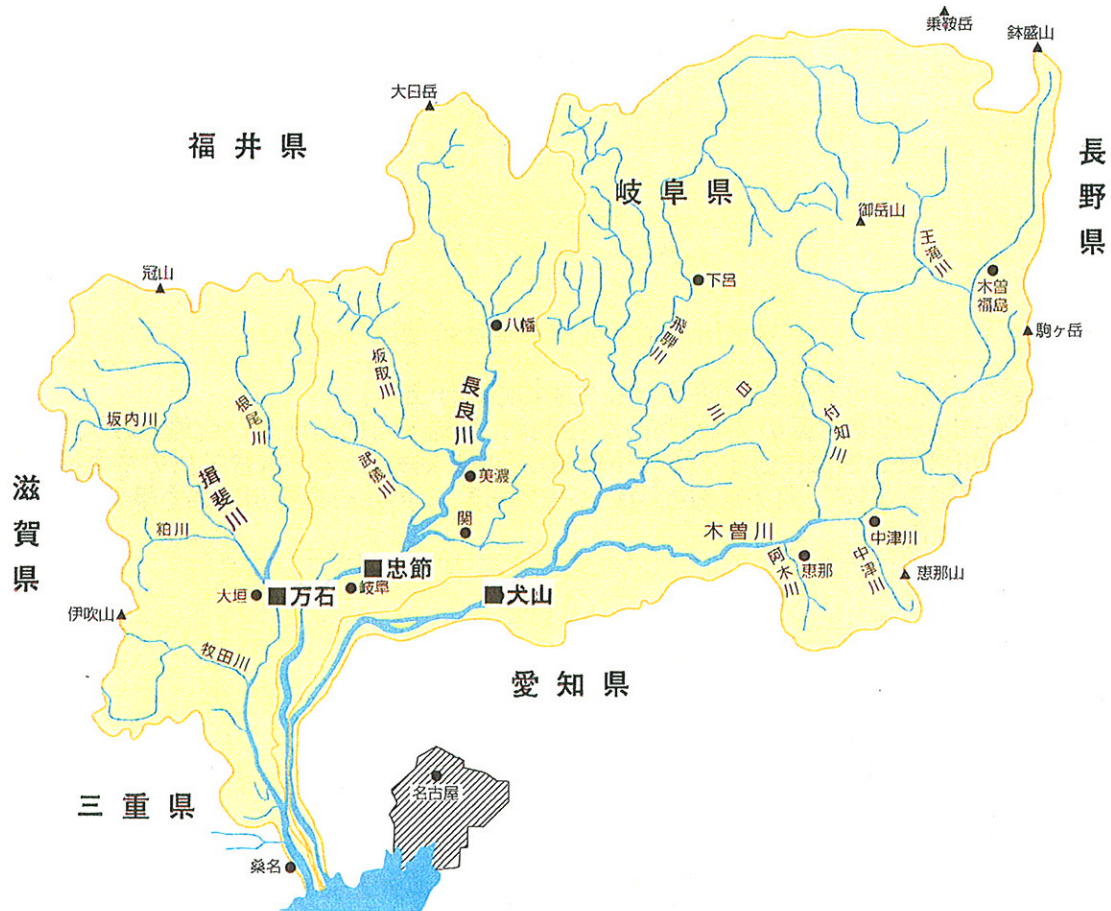 乗鞍岳
鉢盛山
大日岳
福井県
長野県
岐阜県
御岳山
王滝川
冠山
下呂
木曽
福島
八幡
飛騨川
駒ヶ岳
板取川
長良川
白川
付知川
坂内川
根尾川
揖斐川
武儀川
美濃
滋賀県
粕川
関
木曽川
中津川
阿木川
恵那
中津川
恵那山
忠節
大垣
万石
岐阜
犬山
伊吹山
牧田川
愛知県
三重県
名古屋
桑名